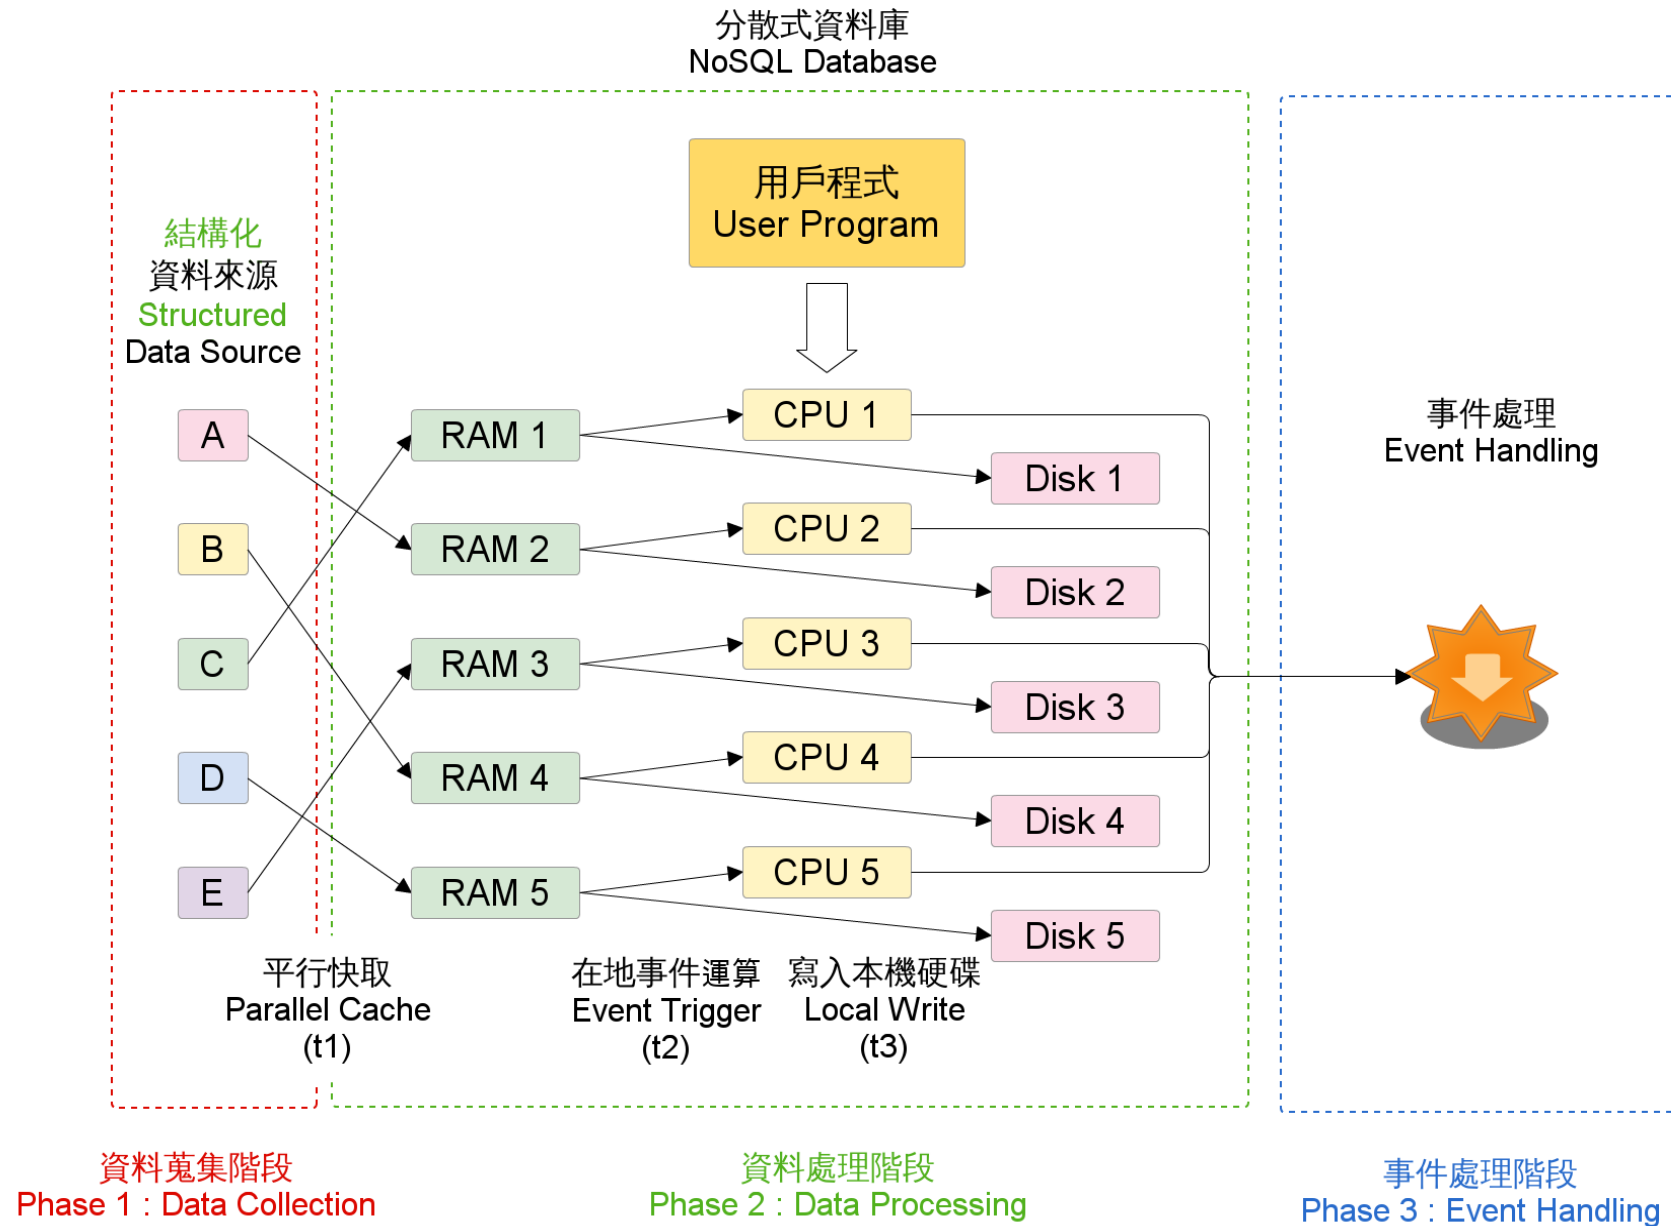 分散式資料庫
NoSQL Database
用戶程式
User Program
結構化
資料來源
Structured
Data Source
事件處理
Event Handling
A
B
C
D
E
RAM 1
RAM 2
RAM 3
RAM 4
RAM 5
CPU 1
CPU 2
CPU 3
CPU 4
CPU 5
Disk 1
Disk 2
Disk 3
Disk 4
Disk 5
平行快取
Parallel Cache
(t1)
在地事件運算
Event Trigger
(t2)
寫入本機硬碟
Local Write
(t3)
資料蒐集階段
Phase 1 : Data Collection
資料處理階段
Phase 2 : Data Processing
事件處理階段
Phase 3 : Event Handling